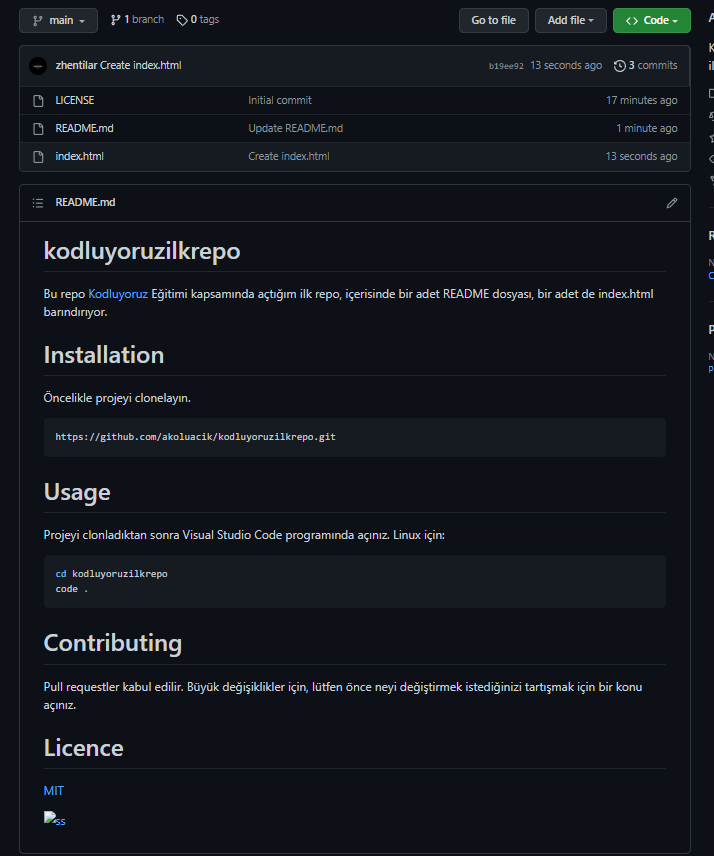 main
1 branch
0 tags
Go to file
Add file
Code
zhentilar Create index.html
b19ee92 13 seconds ago
3 commits
LICENSE
Initial commit
17 minutes ago
README.md
Update README.md
1 minute ago
index.html
Create index.html
13 seconds ago
README.md
kodluyoruzilkrepo
Bu repo Kodluyoruz Eğitimi kapsamında açtığım ilk repo, içerisinde bir adet README dosyası, bir adet de index.html
barındırıyor.
Installation
Öncelikle projeyi clonelayın.
https://github.com/akoluacik/kodluyoruzilkrepo.git
Usage
Projeyi clonladıktan sonra Visual Studio Code programında açınız. Linux için:
cd kodluyoruzilkrepo
code .
Contributing
Pull requestler kabul edilir. Büyük değişiklikler için, lütfen önce neyi değiştirmek istediğinizi tartışmak için bir konu
açınız.
Licence
MIT
ss